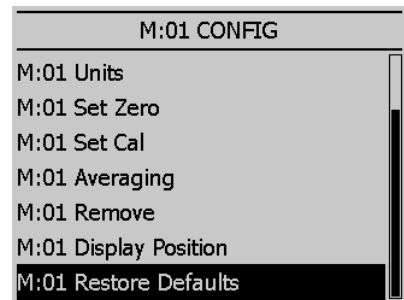 M:01 CONFIG
M:01 Units
M:01 Set Zero
M:01 Set Cal
M:01 Averaging
M:01 Remove
M:01 Display Position
M:01 Restore Defaults